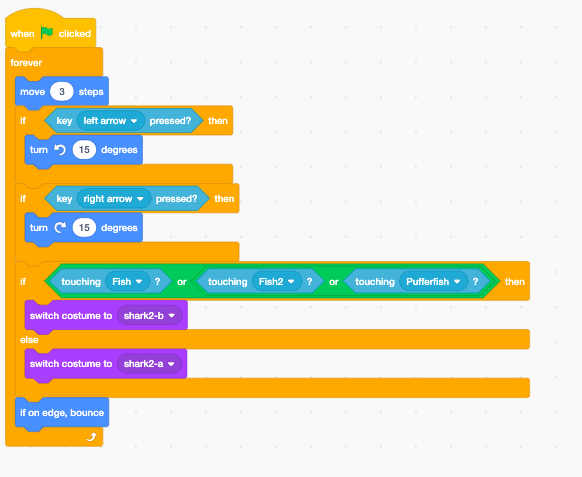 when clicked
forever
move 3 steps
if key left arrow pressed? then
turn 15 degrees
if key right arrow pressed? then
turn 15 degrees
if touching Fish ? or touching Fish2 ? or touching Pufferfish ? then
switch costume to shark2-b
else
switch costume to shark2-a
if on edge, bounce